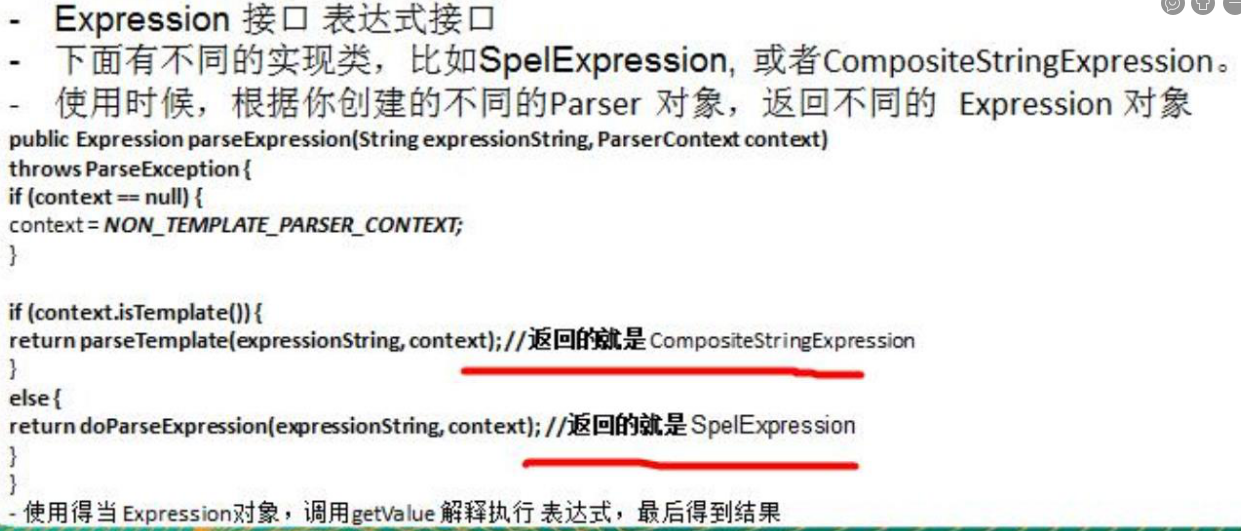 - Expression 接口 表达式接口
- 下面有不同的实现类，比如SpelExpression, 或者CompositeStringExpression。
- 使用时候，根据你创建的不同的Parser 对象，返回不同的 Expression 对象
public Expression parseExpression(String expressionString, ParserContext context)
throws ParseException {
if (context == null) {
context = NON_TEMPLATE_PARSER_CONTEXT;
}
if (context.isTemplate()) {
return parseTemplate(expressionString, context); //返回的就是 CompositeStringExpression
}
else {
return doParseExpression(expressionString, context); //返回的就是 SpelExpression
}
}
- 使用得当 Expression对象，调用getValue 解释执行 表达式，最后得到结果